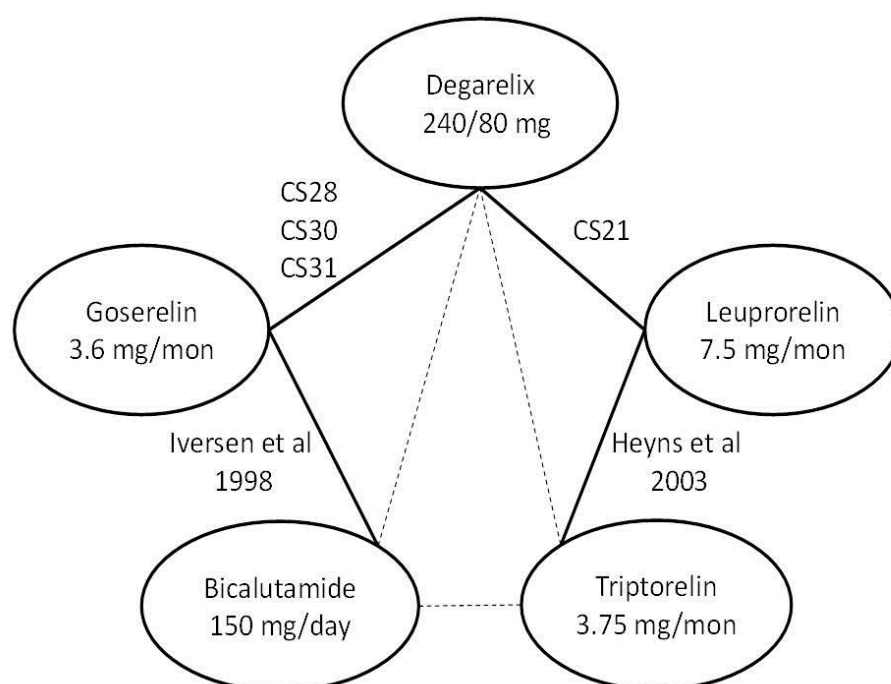 Degarelix
240/80 mg
CS28
CS30
CS31
CS21
Goserelin
3.6 mg/mon
Leuprorelin
7.5 mg/mon
Iversen et al
1998
Heyns et al
2003
Bicalutamide
150 mg/day
Triptorelin
3.75 mg/mon